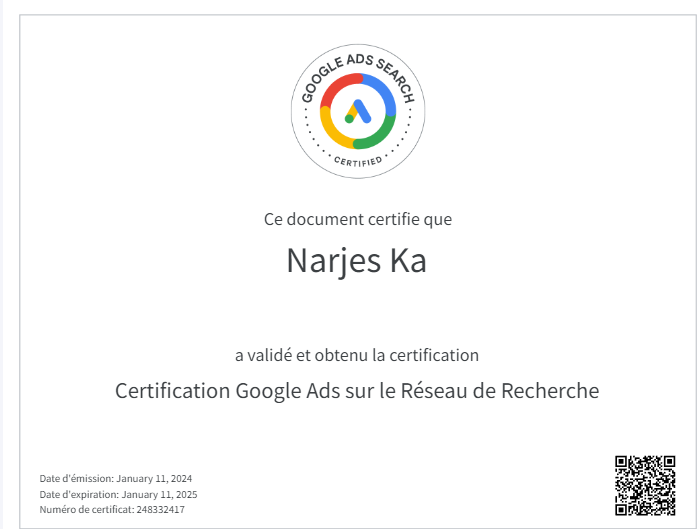 GOOGLE ADS SEARCH
CERTIFIED
Ce document certifie que
Narjes Ka
a validé et obtenu la certification
Certification Google Ads sur le Réseau de Recherche
Date d'émission: January 11, 2024
Date d'expiration: January 11, 2025
Numéro de certificat: 248332417